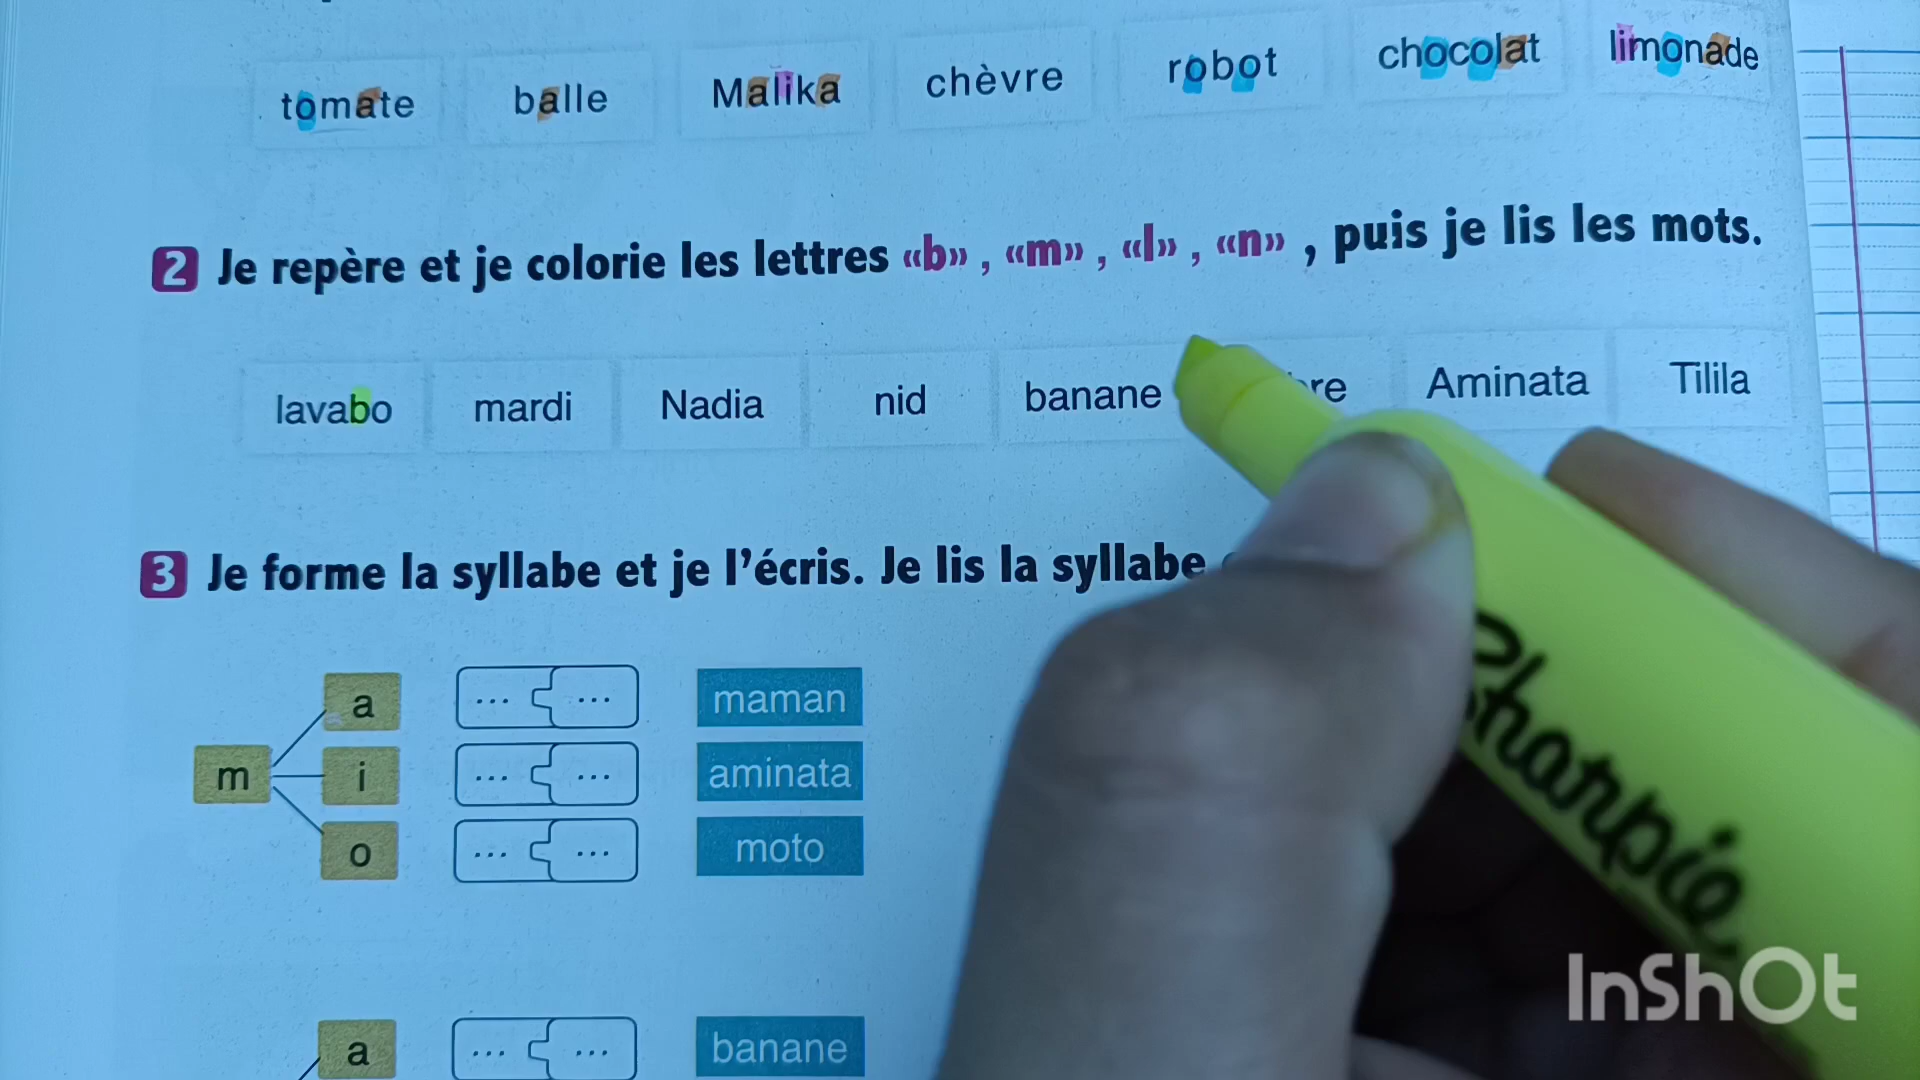 tomate balle Malika chèvre robot chocolat limonade
2 Je repère et je colorie les lettres «b» , «m» , «l» , «n» , puis je lis les mots.
lavabo mardi Nadia nid banane Aminata Tilila
3 Je forme la syllabe et je l’écris. Je lis la syllabe
a ... ... maman
m i ... ... aminata
o ... ... moto
a ... ... banane
Sharpie
InShOt